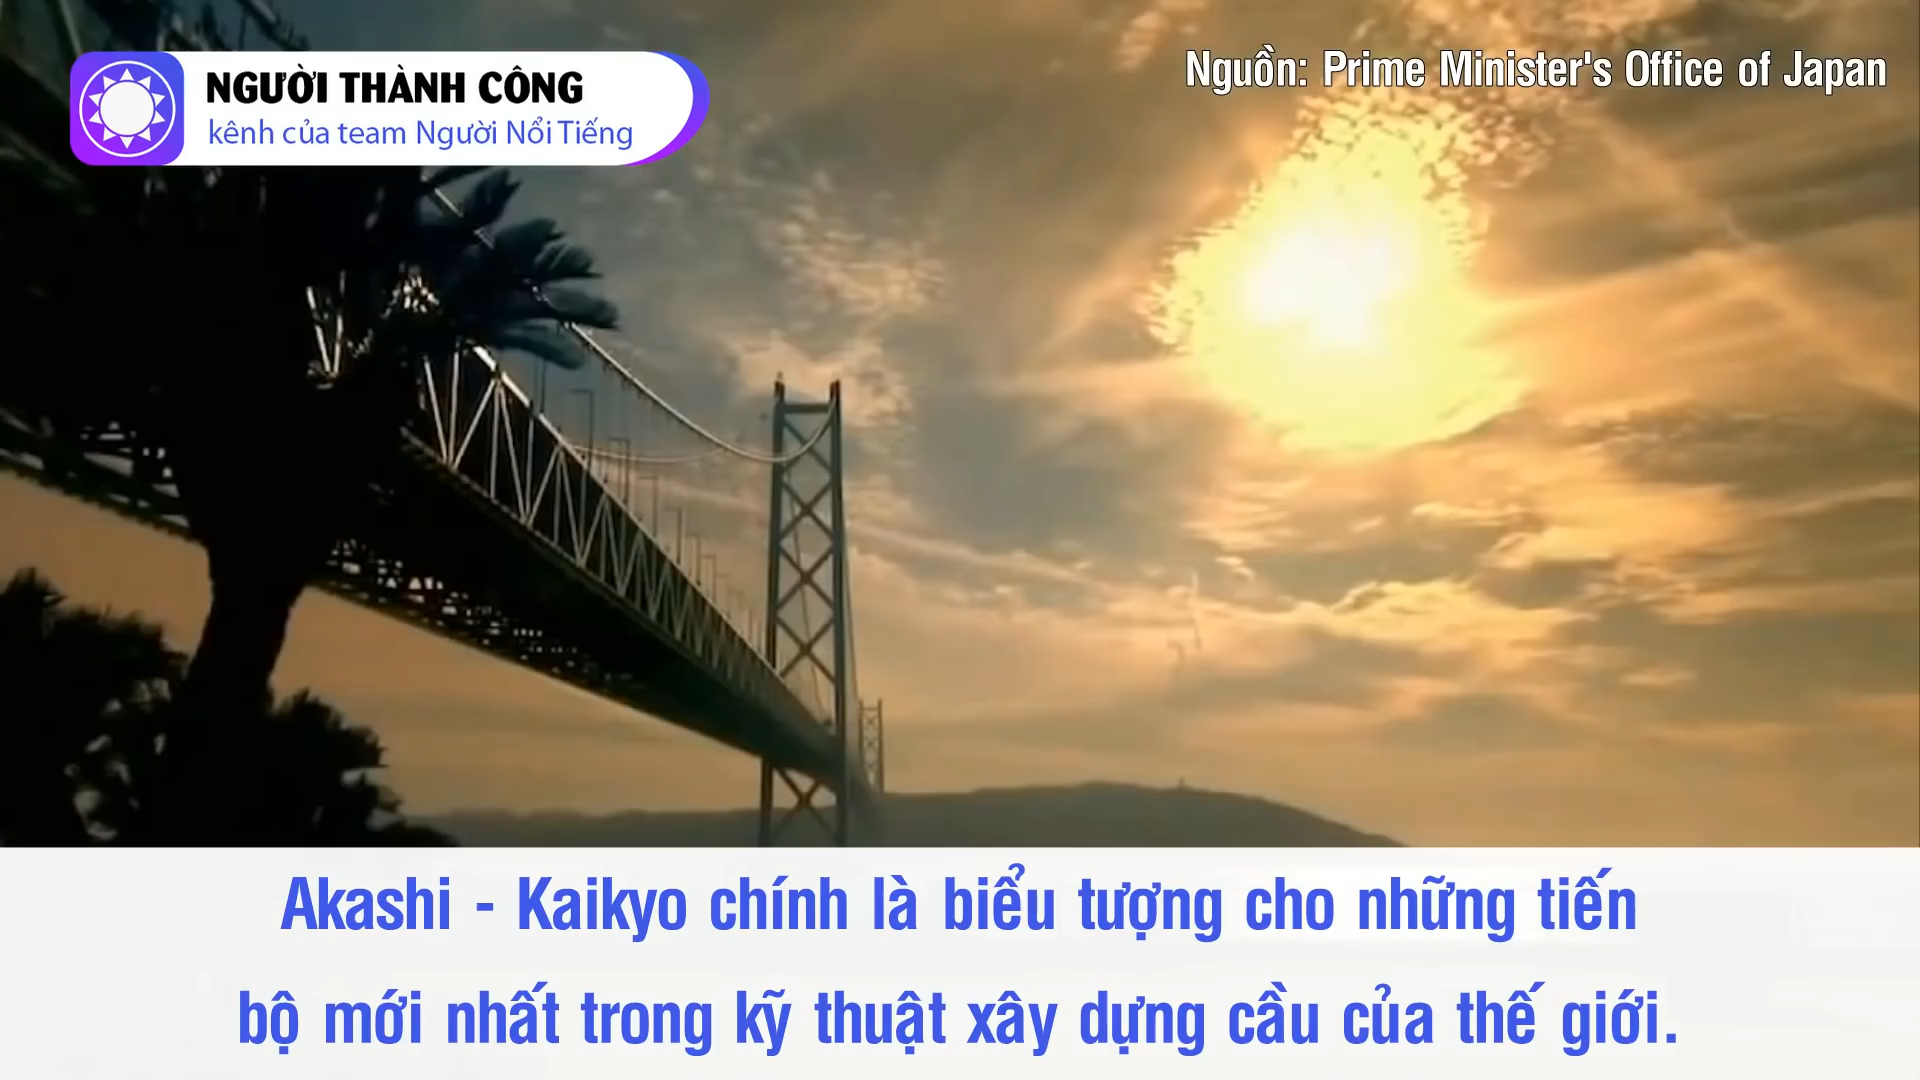 NGƯỜI THÀNH CÔNG
kênh của team Người Nổi Tiếng
Nguồn: Prime Minister's Office of Japan
Akashi - Kaikyo chính là biểu tượng cho những tiến
bộ mới nhất trong kỹ thuật xây dựng cầu của thế giới.